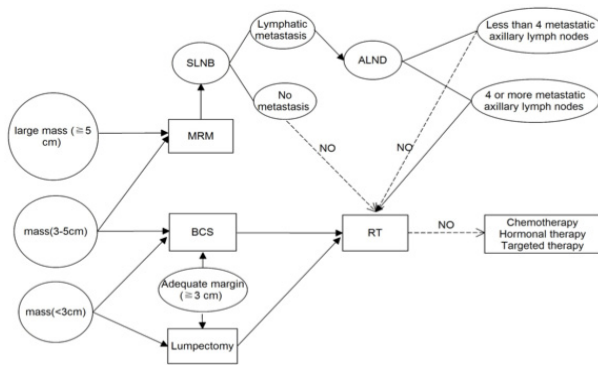 Lymphatic
metastasis
Less than 4 metastatic
axillary lymph nodes
SLNB
ALND
No
metastasis
4 or more metastatic
axillary lymph nodes
large mass (≧5
cm)
MRM
NO
NO
mass(3-5cm)
BCS
RT
NO
Chemotherapy
Hormonal therapy
Targeted therapy
Adequate margin
(≧3 cm)
mass(<3cm)
Lumpectomy